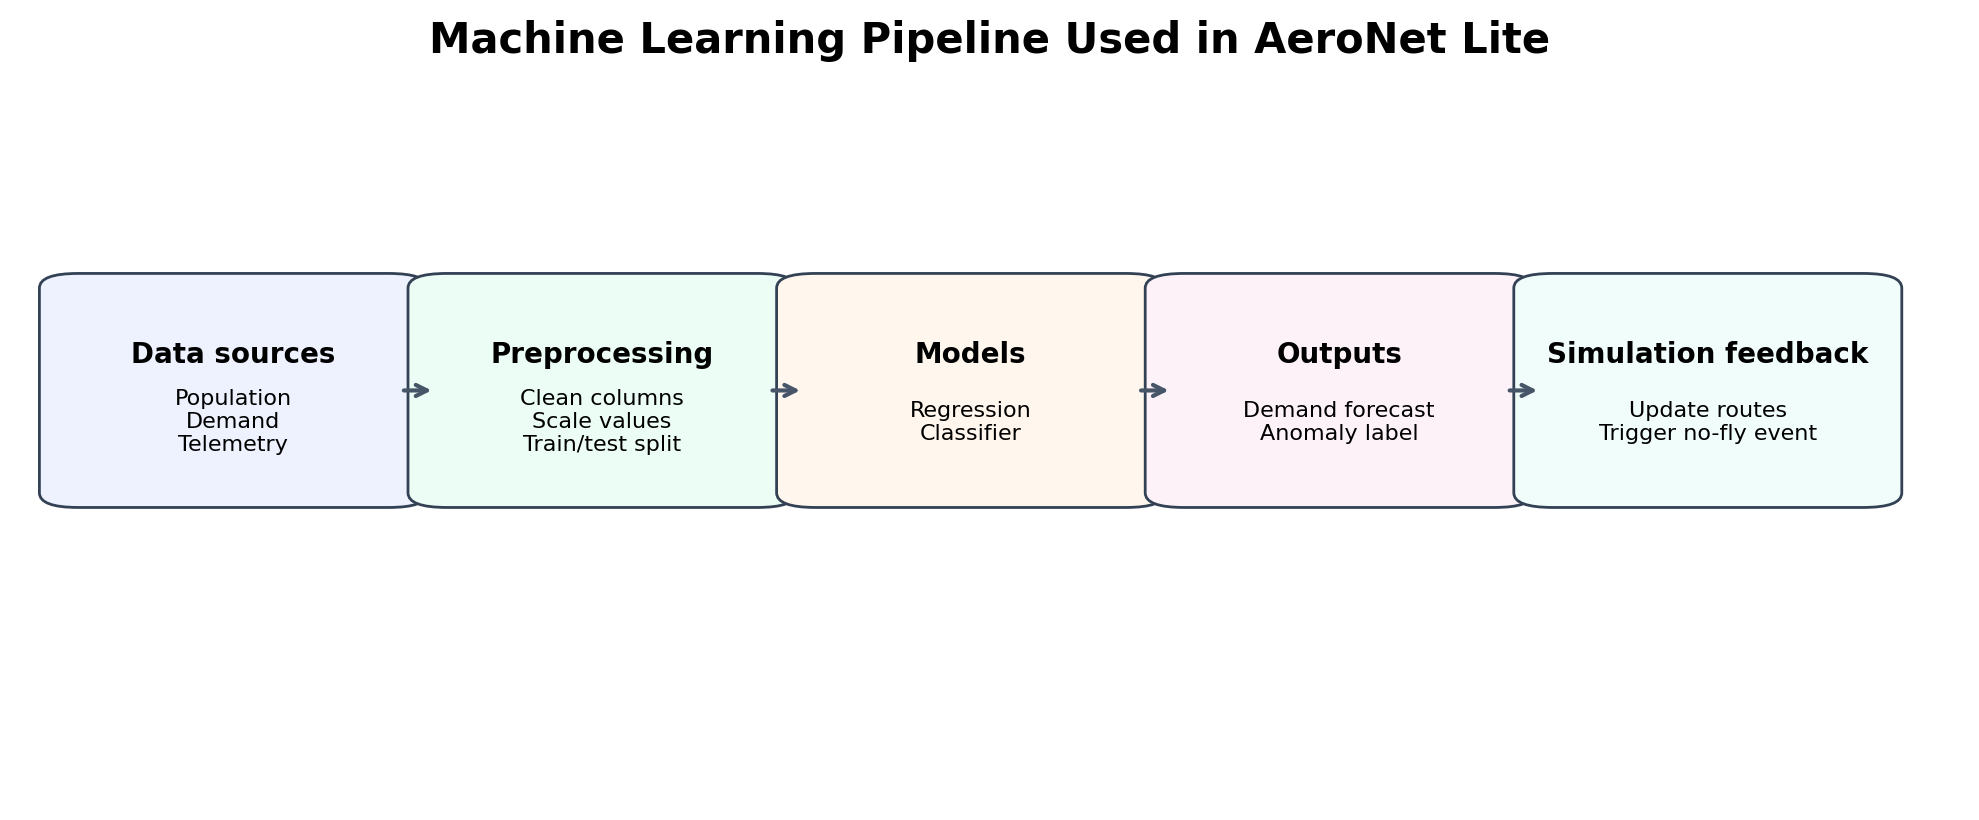 Machine Learning Pipeline Used in AeroNet Lite
Data sources
Population
Demand
Telemetry
Preprocessing
Clean columns
Scale values
Train/test split
Models
Regression
Classifier
Outputs
Demand forecast
Anomaly label
Simulation feedback
Update routes
Trigger no-fly event